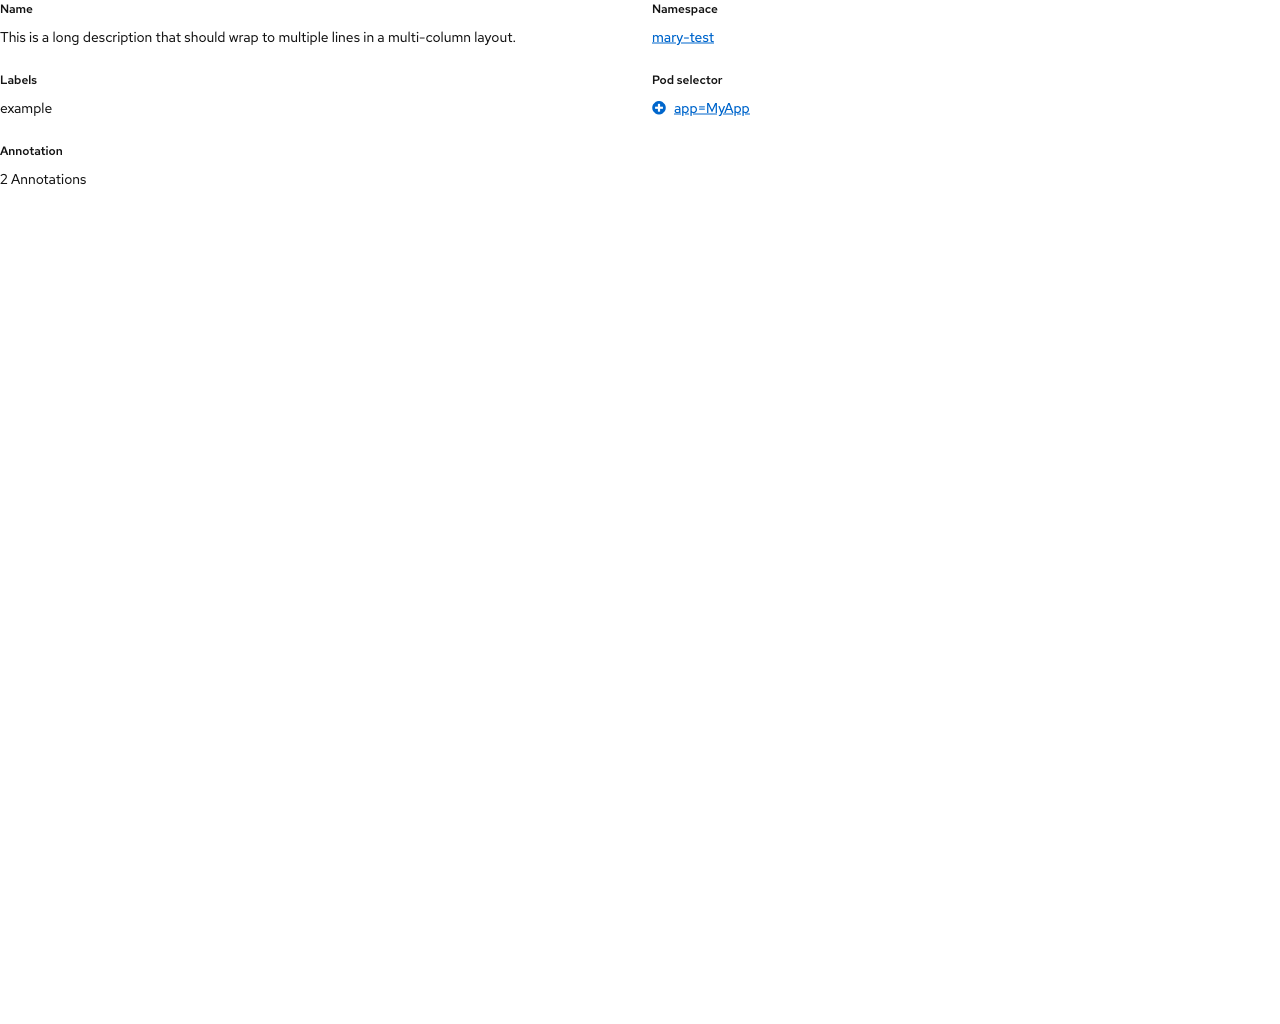 Name
This is a long description that should wrap to multiple lines in a multi-column layout.
Namespace
mary-test
Labels
example
Pod selector
app=MyApp
Annotation
2 Annotations